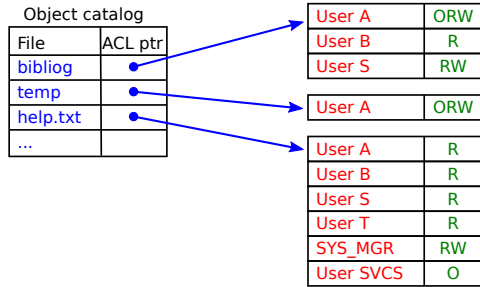 Object catalog
File ACL ptr
bibliog
temp
help.txt
...
User A ORW
User B R
User S RW
User A ORW
User A R
User B R
User S R
User T R
SYS_MGR RW
User SVCS O